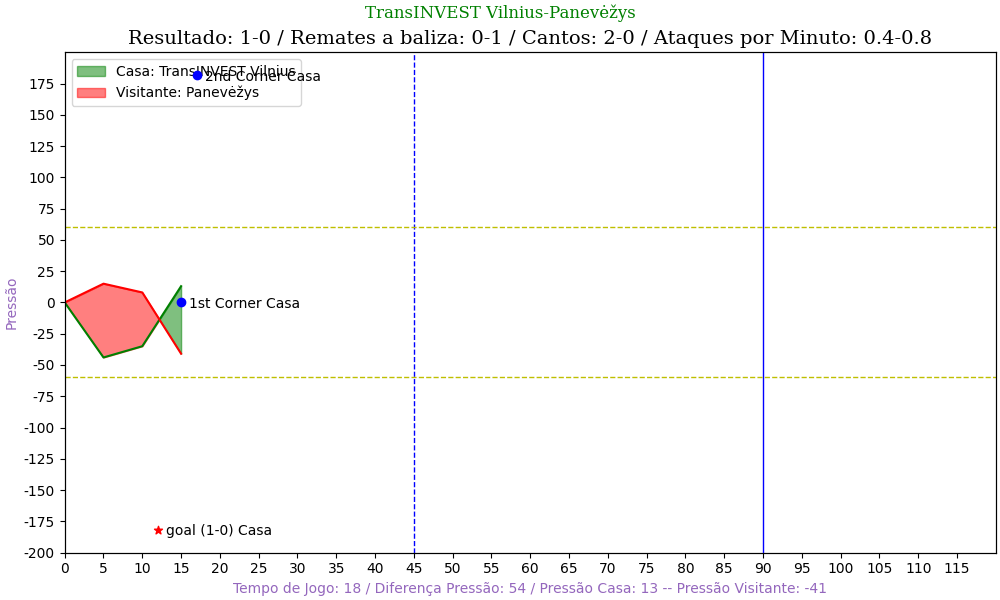 TransINVEST Vilnius-Panevėžys
Resultado: 1-0 / Remates a baliza: 0-1 / Cantos: 2-0 / Ataques por Minuto: 0.4-0.8
Casa: TransINVEST Vilnius
Visitante: Panevėžys
2nd Corner Casa
1st Corner Casa
goal (1-0) Casa
Pressão
175
150
125
100
75
50
25
0
-25
-50
-75
-100
-125
-150
-175
-200
0 5 10 15 20 25 30 35 40 45 50 55 60 65 70 75 80 85 90 95 100 105 110 115
Tempo de Jogo: 18 / Diferença Pressão: 54 / Pressão Casa: 13 -- Pressão Visitante: -41